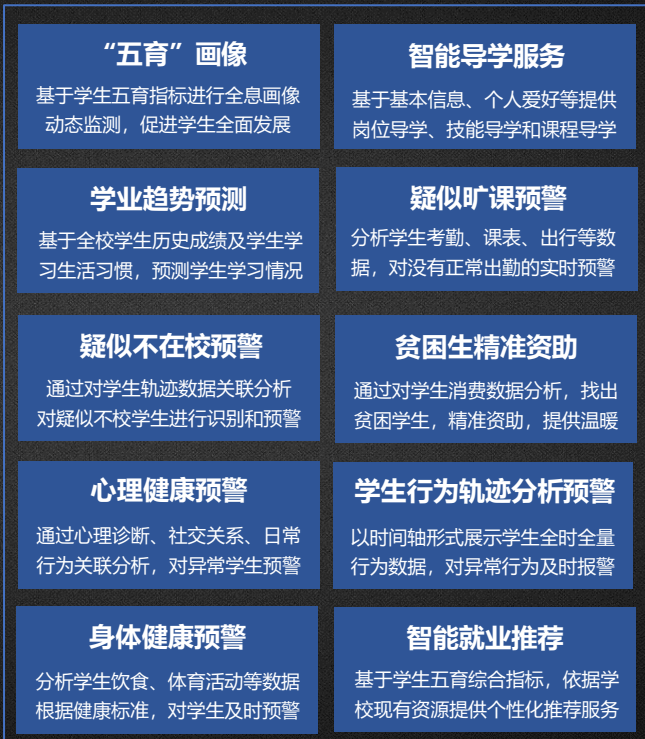 “五育”画像
基于学生五育指标进行全息画像
动态监测，促进学生全面发展
智能导学服务
基于基本信息、个人爱好等提供
岗位导学、技能导学和课程导学
学业趋势预测
基于全校学生历史成绩及学生学
习生活习惯，预测学生学习情况
疑似旷课预警
分析学生考勤、课表、出行等数
据，对没有正常出勤的实时预警
疑似不在校预警
通过对学生轨迹数据关联分析
对疑似不校学生进行识别和预警
贫困生精准资助
通过对学生消费数据分析，找出
贫困学生，精准资助，提供温暖
心理健康预警
通过心理诊断、社交关系、日常
行为关联分析，对异常学生预警
学生行为轨迹分析预警
以时间轴形式展示学生全时全量
行为数据，对异常行为及时报警
身体健康预警
分析学生饮食、体育活动等数据
根据健康标准，对学生及时预警
智能就业推荐
基于学生五育综合指标，依据学
校现有资源提供个性化推荐服务